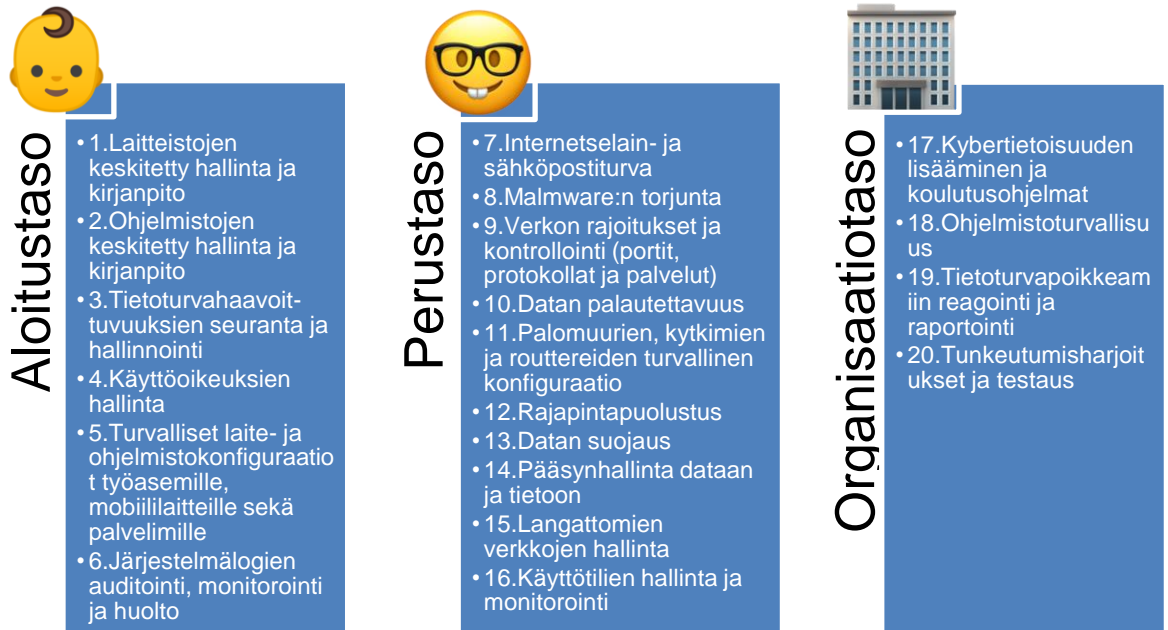 Aloitustaso
•1.Laitteistojen
keskitetty hallinta ja
kirjanpito
•2.Ohjelmistojen
keskitetty hallinta ja
kirjanpito
•3.Tietoturvahaavoit-
tuvuuksien seuranta ja
hallinnointi
•4.Käyttöoikeuksien
hallinta
•5.Turvalliset laite- ja
ohjelmistokonfiguraatio
t työasemille,
mobiililaitteille sekä
palvelimille
•6.Järjestelmälogien
auditointi, monitorointi
ja huolto
Perustaso
•7.Internetselain- ja
sähköpostiturva
•8.Malmware:n torjunta
•9.Verkon rajoitukset ja
kontrollointi (portit,
protokollat ja palvelut)
•10.Datan palautettavuus
•11.Palomuurien, kytkimien
ja routtereiden turvallinen
konfiguraatio
•12.Rajapintapuolustus
•13.Datan suojaus
•14.Pääsynhallinta dataan
ja tietoon
•15.Langattomien
verkkojen hallinta
•16.Käyttötilien hallinta ja
monitorointi
Organisaatiotaso
•17.Kybertietoisuuden
lisääminen ja
koulutusohjelmat
•18.Ohjelmistoturvallisu
us
•19.Tietoturvapoikkeam
iin reagointi ja
raportointi
•20.Tunkeutumisharjoit
ukset ja testaus